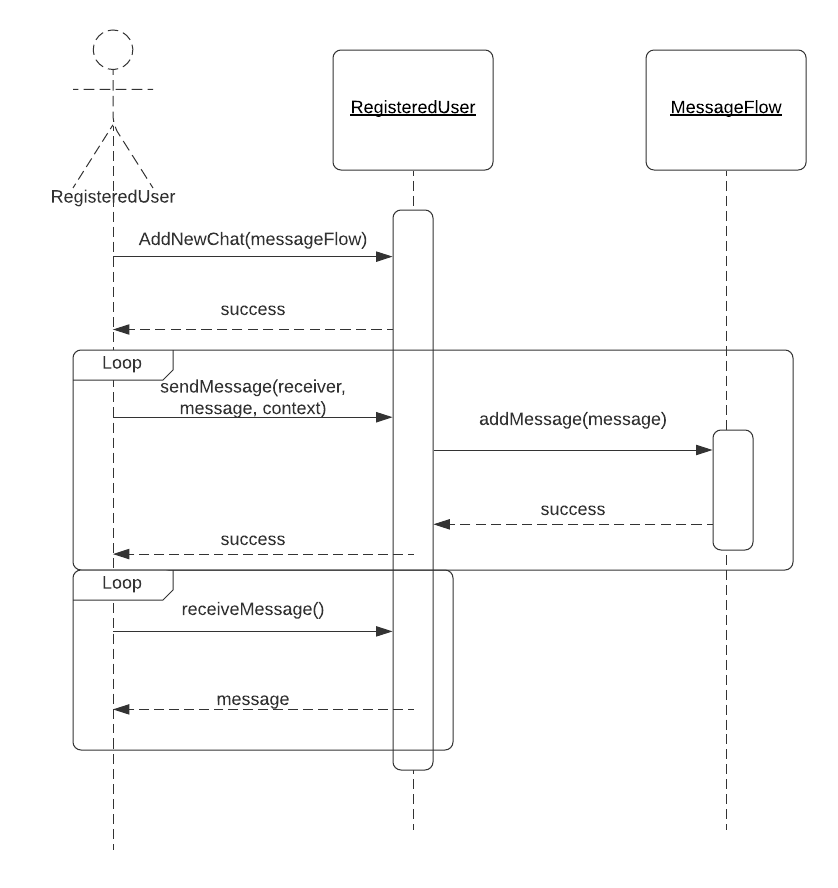 RegisteredUser
MessageFlow
RegisteredUser
AddNewChat(messageFlow)
success
Loop
sendMessage(receiver,
message, context)
addMessage(message)
success
success
Loop
receiveMessage()
message